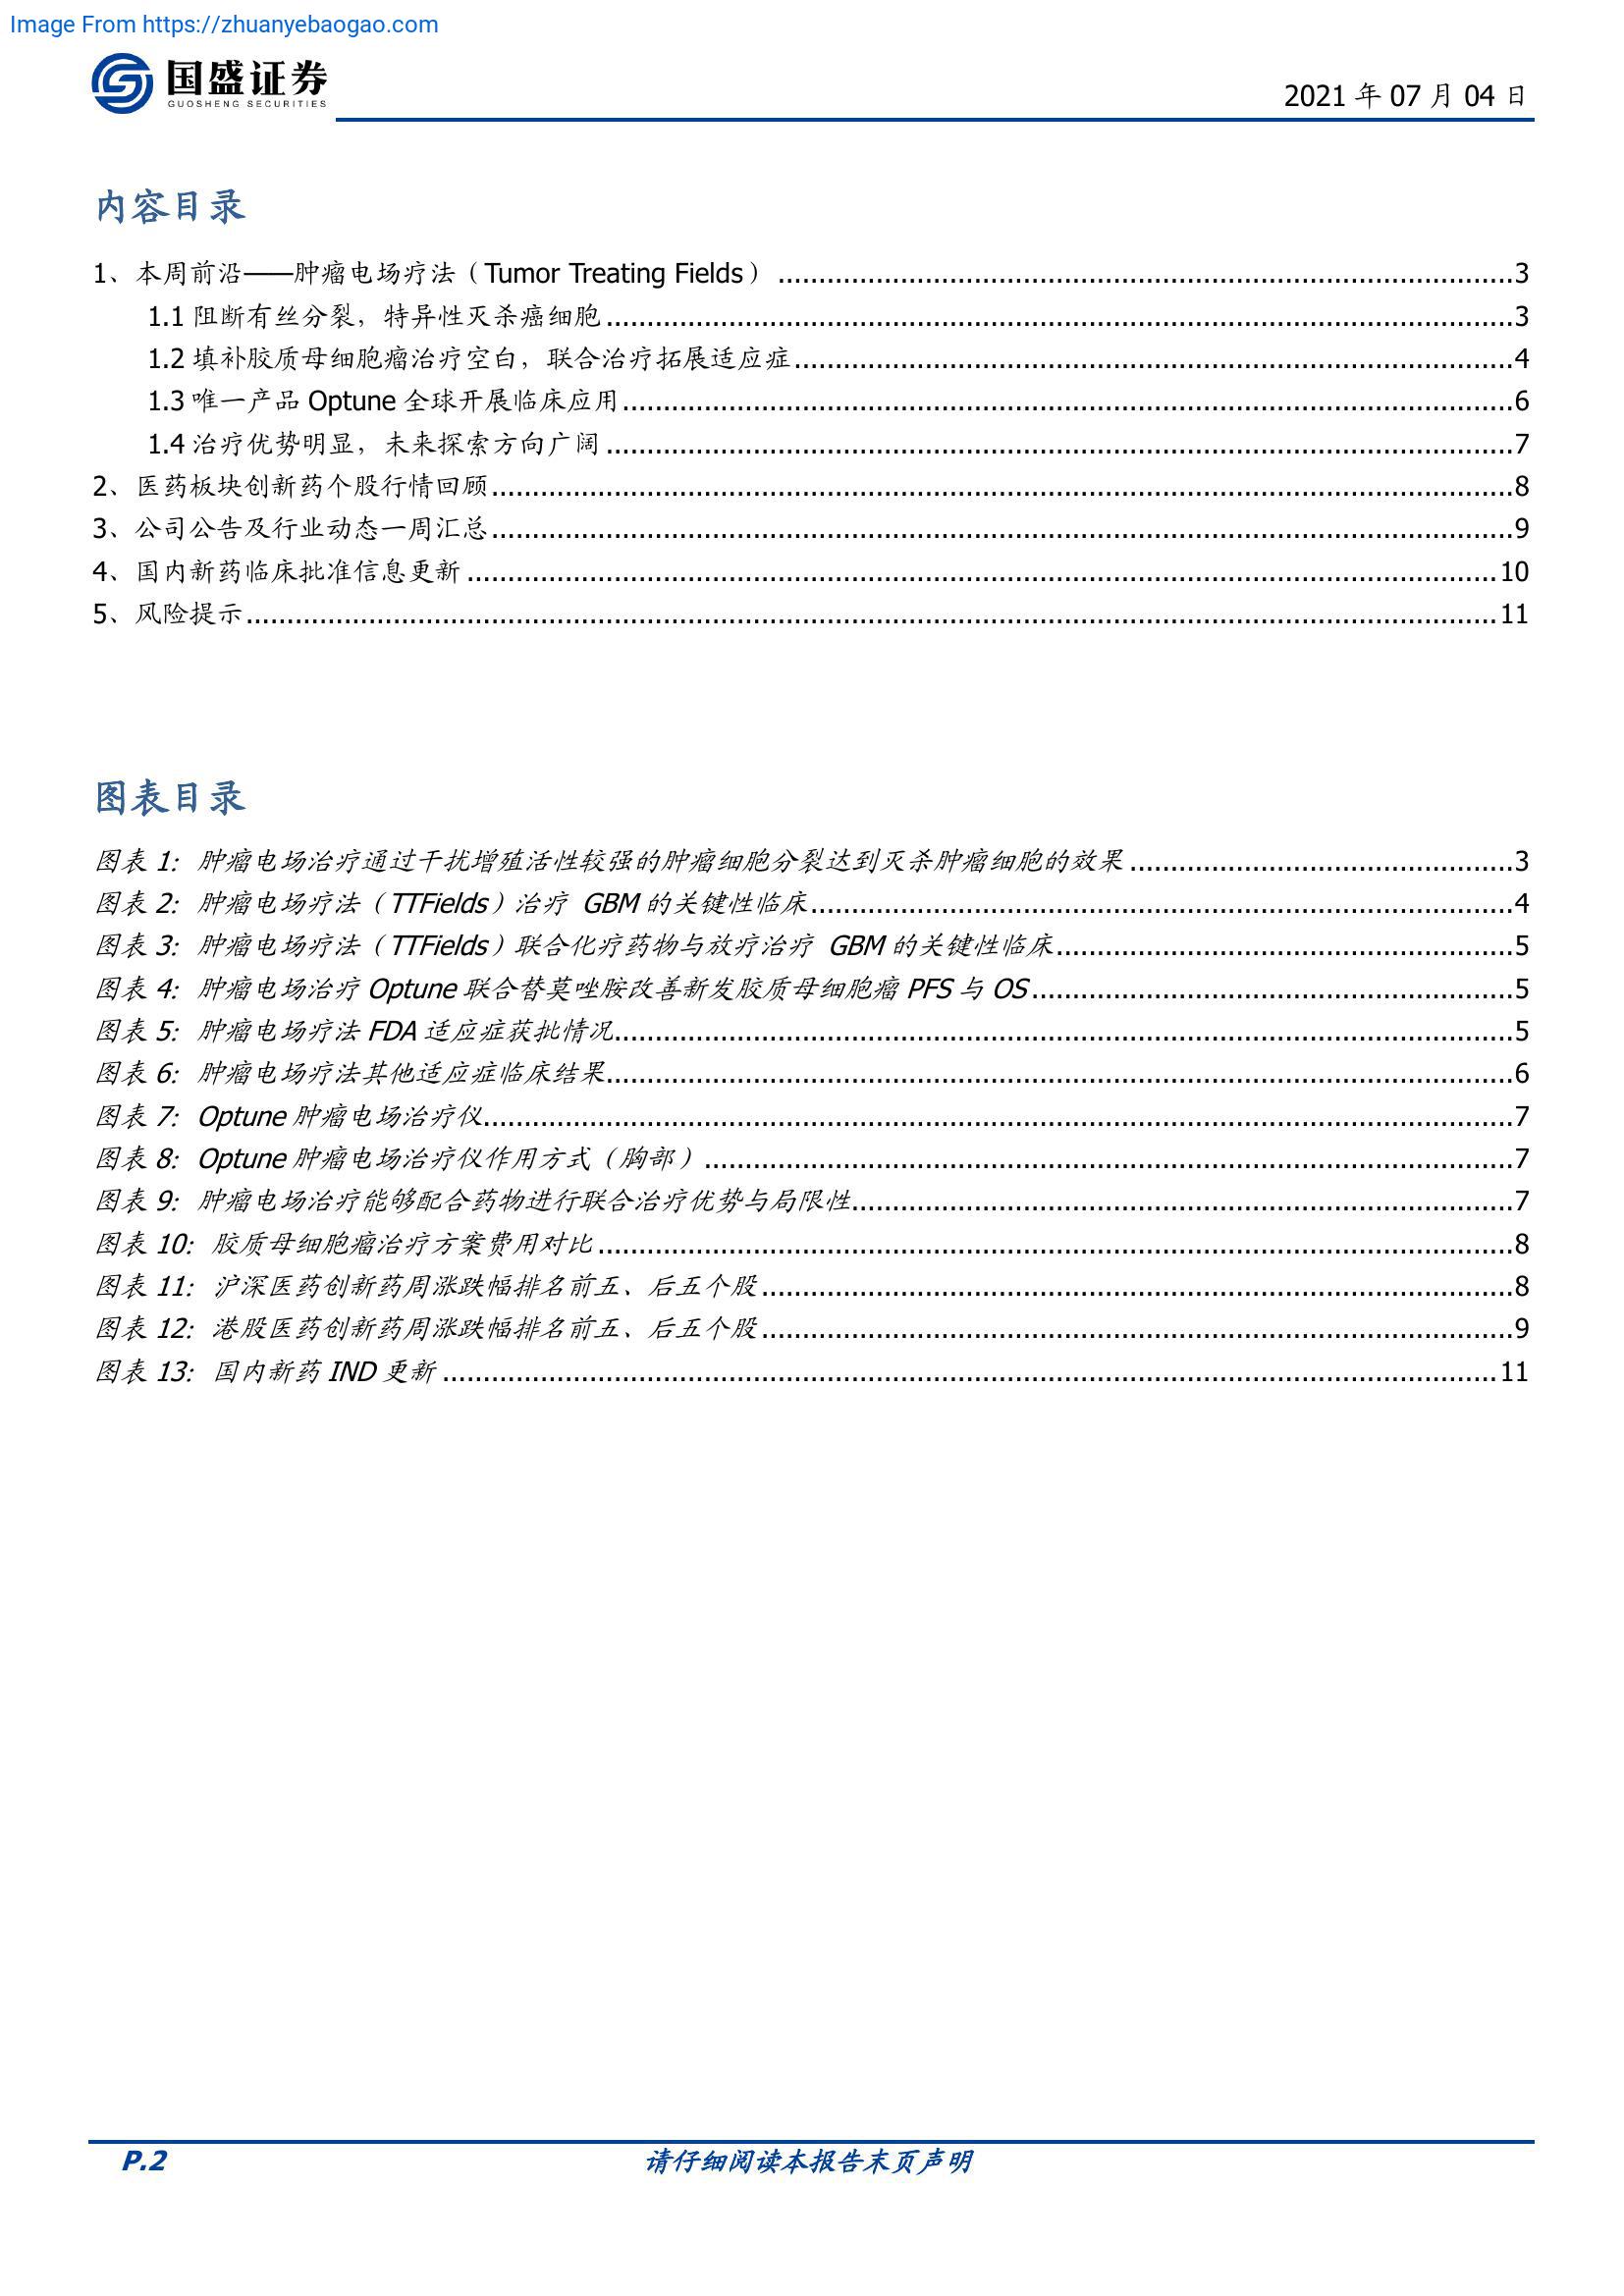 Image From https://zhuanyebaogao.com
国盛证券
GUOSHENG SECURITIES
2021 年 07 月 04 日
内容目录
1、本周前沿——肿瘤电场疗法（Tumor Treating Fields） ........................................3
1.1 阻断有丝分裂，特异性灭杀癌细胞........................................3
1.2 填补胶质母细胞瘤治疗空白，联合治疗拓展适应症........................................4
1.3 唯一产品 Optune 全球开展临床应用........................................6
1.4 治疗优势明显，未来探索方向广阔........................................7
2、医药板块创新药个股行情回顾........................................8
3、公司公告及行业动态一周汇总........................................9
4、国内新药临床批准信息更新........................................10
5、风险提示........................................11
图表目录
图表 1：肿瘤电场治疗通过干扰增殖活性较强的肿瘤细胞分裂达到灭杀肿瘤细胞的效果........................................3
图表 2：肿瘤电场疗法（TTFields）治疗 GBM 的关键性临床........................................4
图表 3：肿瘤电场疗法（TTFields）联合化疗药物与放疗治疗 GBM 的关键性临床........................................5
图表 4：肿瘤电场治疗 Optune 联合替莫唑胺改善新发胶质母细胞瘤 PFS 与 OS........................................5
图表 5：肿瘤电场疗法 FDA 适应症获批情况........................................5
图表 6：肿瘤电场疗法其他适应症临床结果........................................6
图表 7：Optune 肿瘤电场治疗仪........................................7
图表 8：Optune 肿瘤电场治疗仪作用方式（胸部）........................................7
图表 9：肿瘤电场治疗能够配合药物进行联合治疗优势与局限性........................................7
图表 10：胶质母细胞瘤治疗方案费用对比........................................8
图表 11：沪深医药创新药周涨跌幅排名前五、后五个股........................................8
图表 12：港股医药创新药周涨跌幅排名前五、后五个股........................................9
图表 13：国内新药 IND 更新........................................11
P.2
请仔细阅读本报告末页声明